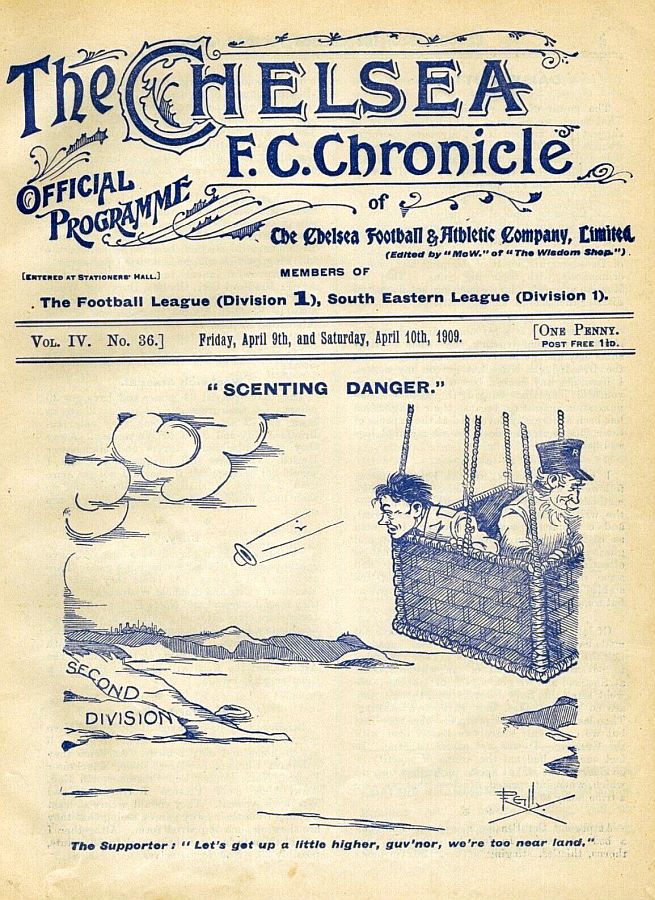 The CHELSEA
F.C. Chronicle
OFFICIAL PROGRAMME
of
The Chelsea Football & Athletic Company, Limited.
(Edited by "McW." of "The Wisdom Shop.")
[ENTERED AT STATIONERS' HALL.]
MEMBERS OF
The Football League (Division 1), South Eastern League (Division 1).
VOL. IV. No. 36.] Friday, April 9th, and Saturday, April 10th, 1909. [ONE PENNY.
POST FREE 1½D.
"SCENTING DANGER."
SECOND
DIVISION
The Supporter: "Let's get up a little higher, guv'nor, we're too near land."